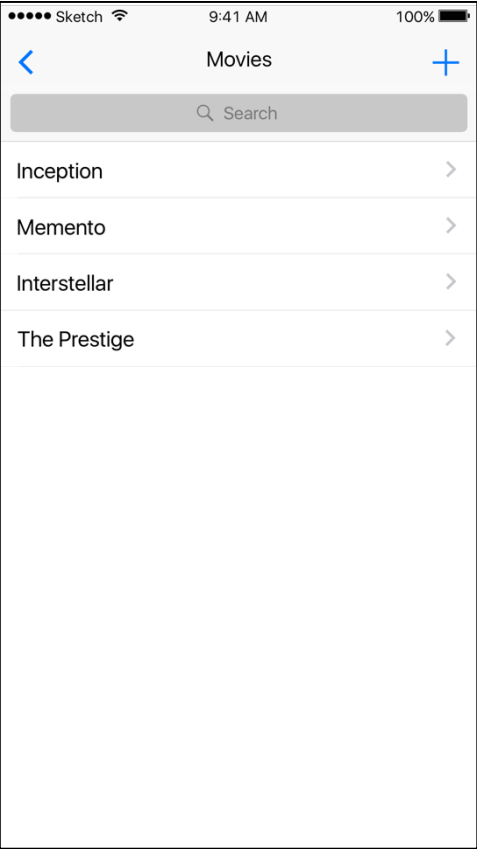 Sketch 9:41 AM 100%
Movies
Search
Inception
Memento
Interstellar
The Prestige